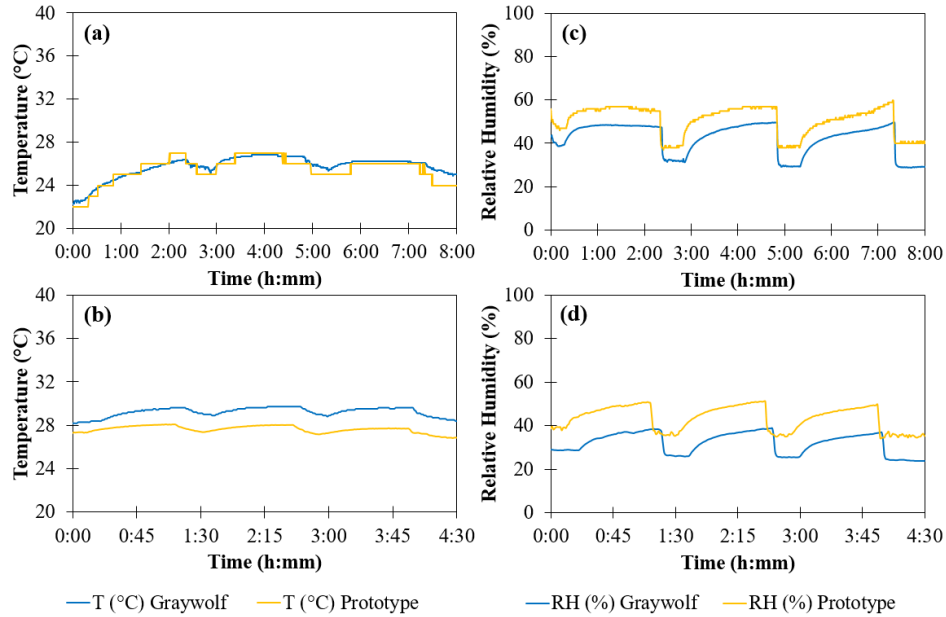 (a)
Temperature (°C)
40
36
32
28
24
20
0:00 1:00 2:00 3:00 4:00 5:00 6:00 7:00 8:00
Time (h:mm)
(c)
Relative Humidity (%)
100
80
60
40
20
0
0:00 1:00 2:00 3:00 4:00 5:00 6:00 7:00 8:00
Time (h:mm)
(b)
Temperature (°C)
40
36
32
28
24
20
0:00 0:45 1:30 2:15 3:00 3:45 4:30
Time (h:mm)
(d)
Relative Humidity (%)
100
80
60
40
20
0
0:00 0:45 1:30 2:15 3:00 3:45 4:30
Time (h:mm)
T (°C) Graywolf T (°C) Prototype
RH (%) Graywolf RH (%) Prototype